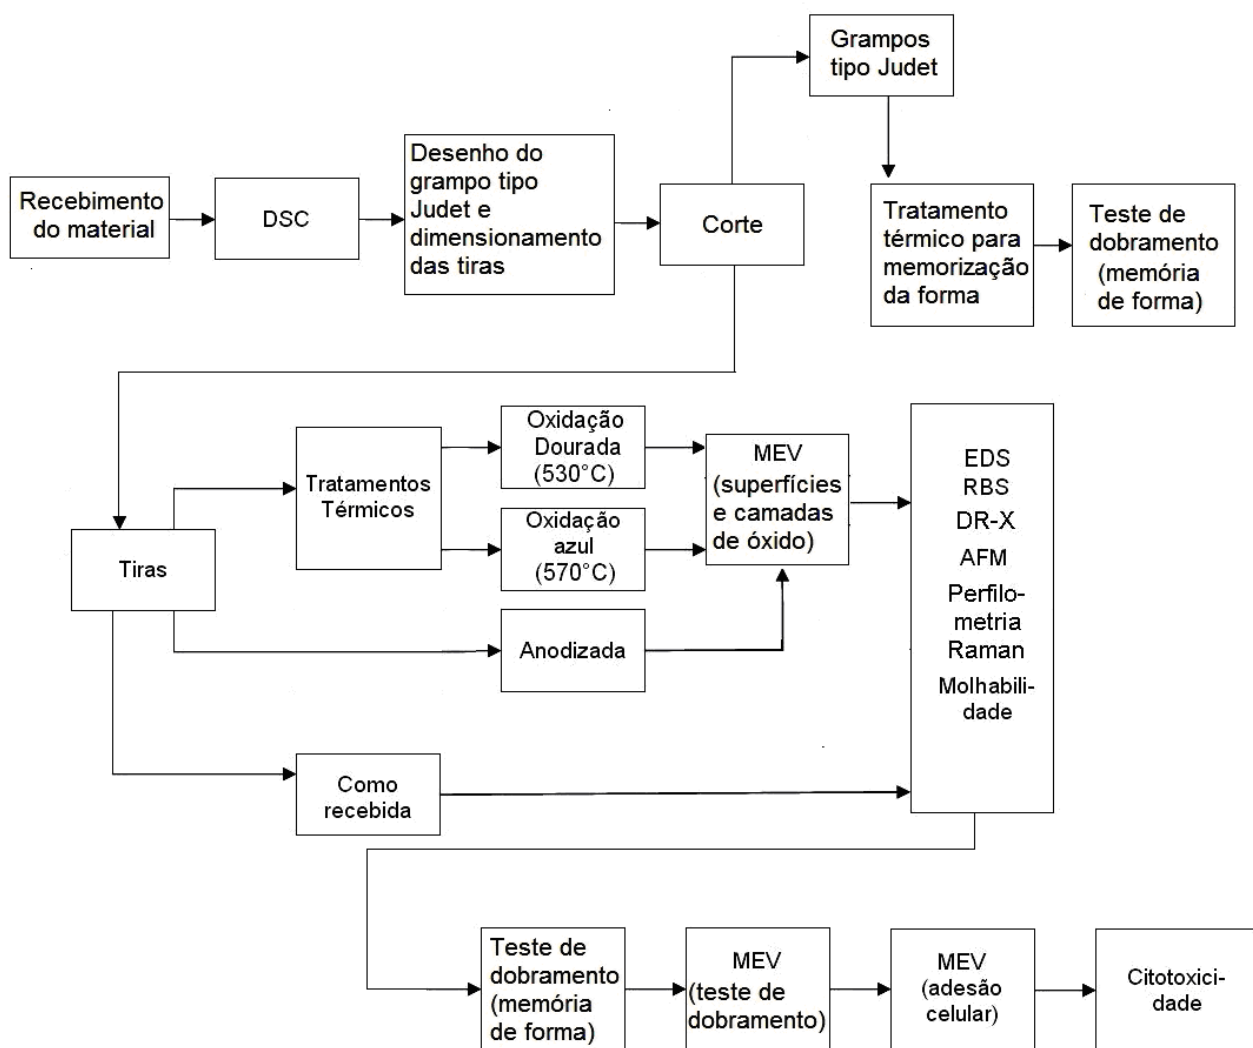 Grampos
tipo Judet
Recebimento
do material
DSC
Desenho do
grampo tipo
Judet e
dimensionamento
das tiras
Corte
Tratamento
térmico para
memorização
da forma
Teste de
dobramento
(memória
de forma)
Tiras
Tratamentos
Térmicos
Oxidação
Dourada
(530°C)
Oxidação
azul
(570°C)
Anodizada
Como
recebida
MEV
(superfícies
e camadas
de óxido)
EDS
RBS
DR-X
AFM
Perfilo-
metria
Raman
Molhabili-
dade
Teste de
dobramento
(memória
de forma)
MEV
(teste de
dobramento)
MEV
(adesão
celular)
Citotoxici-
dade